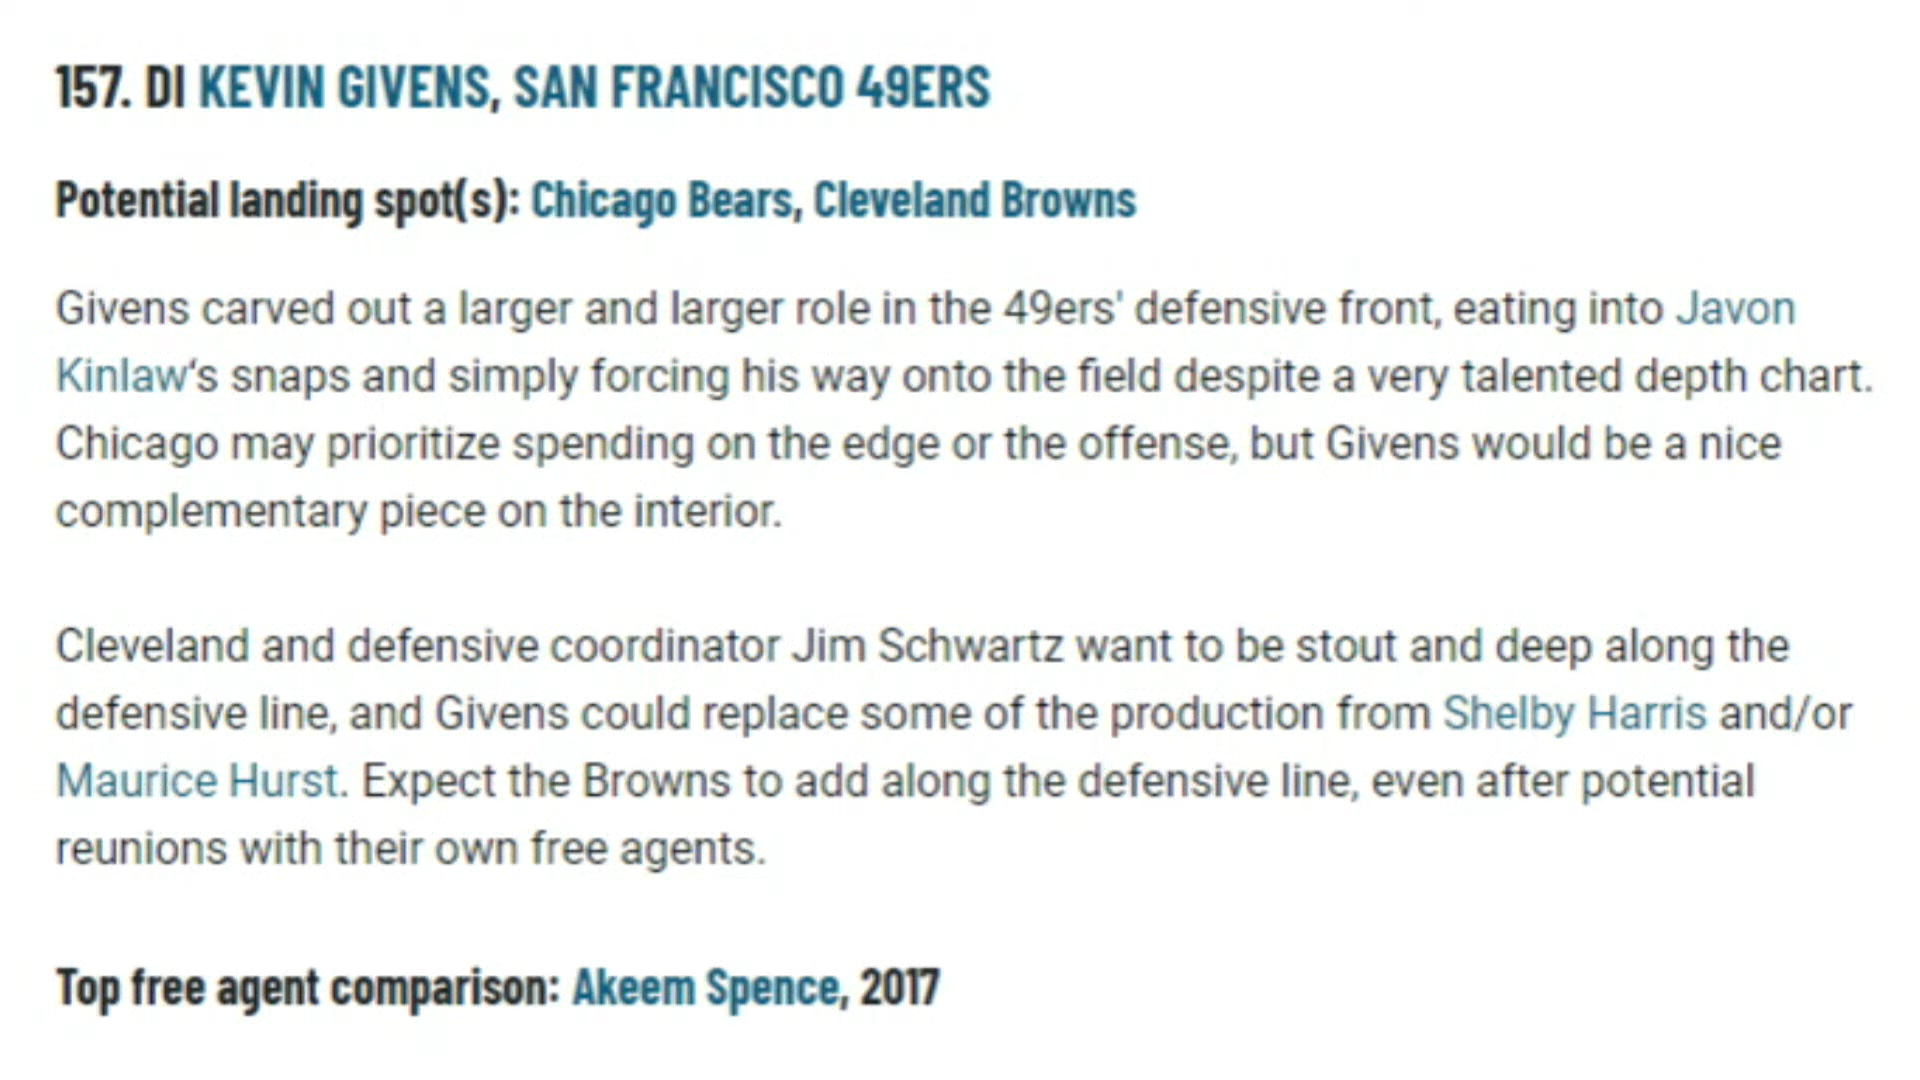 157. DI KEVIN GIVENS, SAN FRANCISCO 49ERS
Potential landing spot(s): Chicago Bears, Cleveland Browns
Givens carved out a larger and larger role in the 49ers' defensive front, eating into Javon
Kinlaw‘s snaps and simply forcing his way onto the field despite a very talented depth chart.
Chicago may prioritize spending on the edge or the offense, but Givens would be a nice
complementary piece on the interior.
Cleveland and defensive coordinator Jim Schwartz want to be stout and deep along the
defensive line, and Givens could replace some of the production from Shelby Harris and/or
Maurice Hurst. Expect the Browns to add along the defensive line, even after potential
reunions with their own free agents.
Top free agent comparison: Akeem Spence, 2017